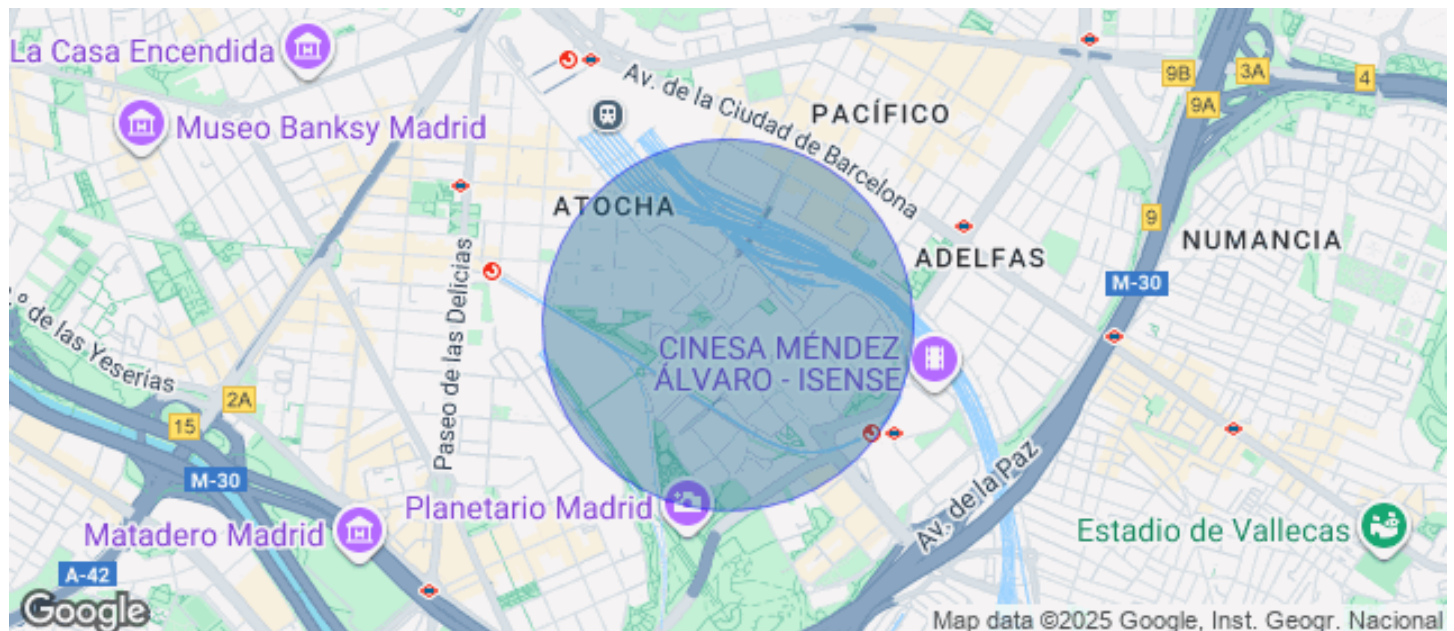 La Casa Encendida
Museo Banksy Madrid
Av. de la Ciudad de Barcelona
PACÍFICO
9B
3A
4
9A
ATOCHA
9
ADELFAS
NUMANCIA
M-30
Paseo de las Delicias
.º de las Yeserías
CINESA MÉNDEZ
ÁLVARO - ISENSE
2A
15
M-30
Planetario Madrid
Av. de la Paz
Matadero Madrid
Estadio de Vallecas
A-42
Google
Map data ©2025 Google, Inst. Geogr. Nacional